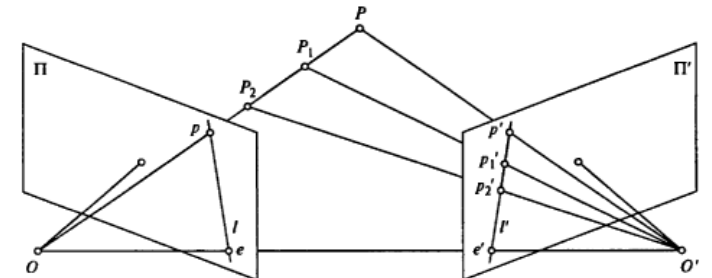 P
P₁
Π
Π′
P₂
p
p′
p₁′
p₂′
l
l′
e
e′
O
O′